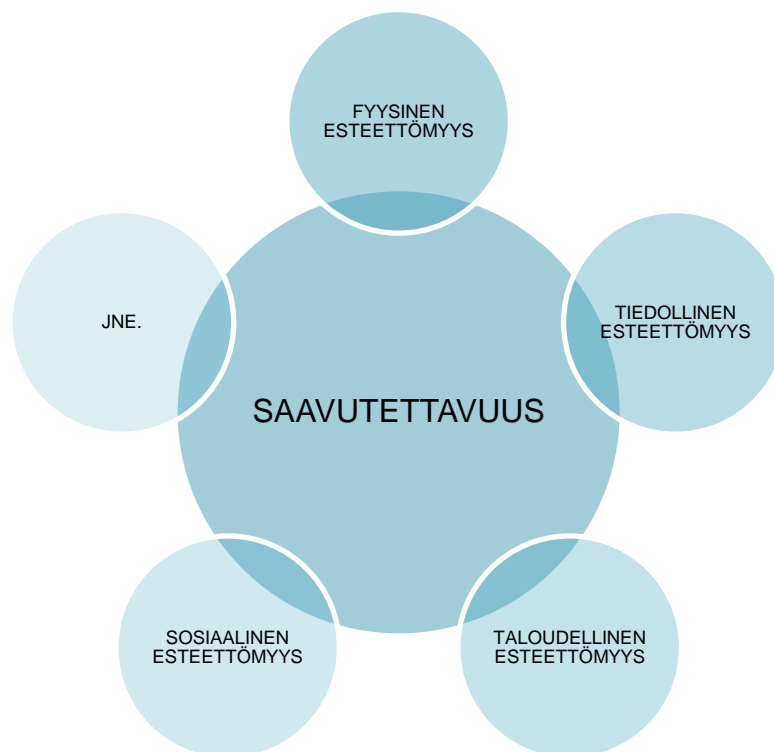 FYYSINEN
ESTEETTÖMYYS
TIEDOLLINEN
ESTEETTÖMYYS
JNE.
SAAVUTETTAVUUS
SOSIAALINEN
ESTEETTÖMYYS
TALOUDELLINEN
ESTEETTÖMYYS